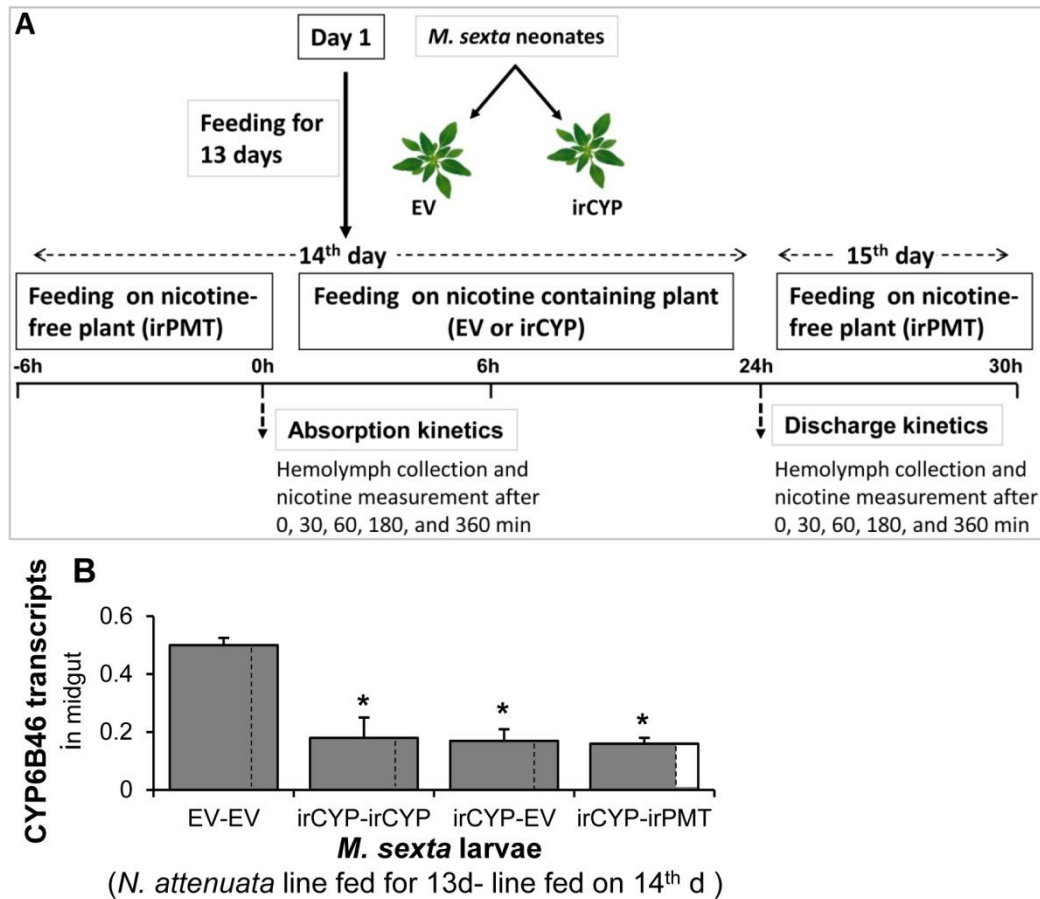 A
Day 1
M. sexta neonates
Feeding for
13 days
EV
irCYP
14th day
15th day
Feeding on nicotine-
free plant (irPMT)
Feeding on nicotine containing plant
(EV or irCYP)
Feeding on nicotine-
free plant (irPMT)
-6h
0h
6h
24h
30h
Absorption kinetics
Hemolymph collection and
nicotine measurement after
0, 30, 60, 180, and 360 min
Discharge kinetics
Hemolymph collection and
nicotine measurement after
0, 30, 60, 180, and 360 min
B
CYP6B46 transcripts
in midgut
0.6
0.4
0.2
0
*
*
*
EV-EV
irCYP-irCYP
irCYP-EV
irCYP-irPMT
M. sexta larvae
(N. attenuata line fed for 13d- line fed on 14th d )